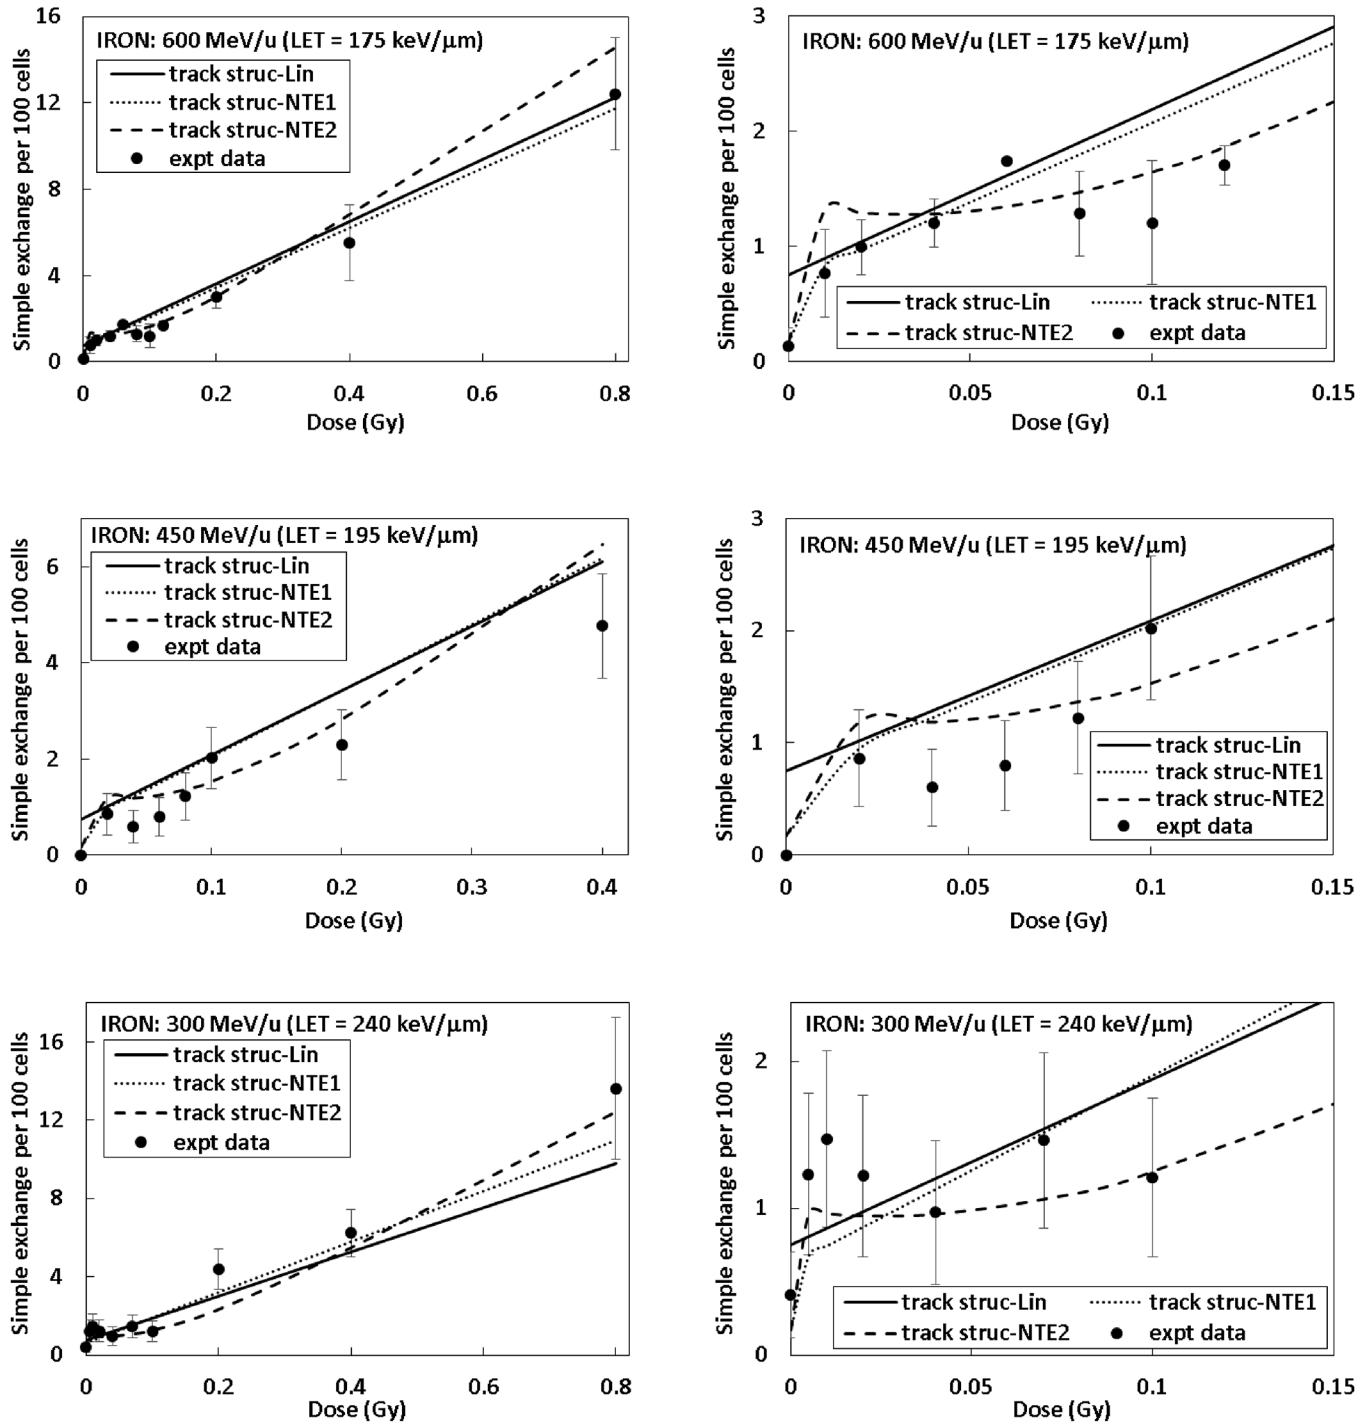 IRON: 600 MeV/u (LET = 175 keV/μm)
track struc-Lin
track struc-NTE1
track struc-NTE2
expt data
Simple exchange per 100 cells
16
12
8
4
0
0 0.2 0.4 0.6 0.8
Dose (Gy)
IRON: 600 MeV/u (LET = 175 keV/μm)
track struc-Lin track struc-NTE1
track struc-NTE2 expt data
Simple exchange per 100 cells
3
2
1
0
0 0.05 0.1 0.15
Dose (Gy)
IRON: 450 MeV/u (LET = 195 keV/μm)
track struc-Lin
track struc-NTE1
track struc-NTE2
expt data
Simple exchange per 100 cells
6
4
2
0
0 0.1 0.2 0.3 0.4
Dose (Gy)
IRON: 450 MeV/u (LET = 195 keV/μm)
track struc-Lin
track struc-NTE1
track struc-NTE2
expt data
Simple exchange per 100 cells
3
2
1
0
0 0.05 0.1 0.15
Dose (Gy)
IRON: 300 MeV/u (LET = 240 keV/μm)
track struc-Lin
track struc-NTE1
track struc-NTE2
expt data
Simple exchange per 100 cells
16
12
8
4
0
0 0.2 0.4 0.6 0.8
Dose (Gy)
IRON: 300 MeV/u (LET = 240 keV/μm)
track struc-Lin track struc-NTE1
track struc-NTE2 expt data
Simple exchange per 100 cells
2
1
0
0 0.05 0.1 0.15
Dose (Gy)